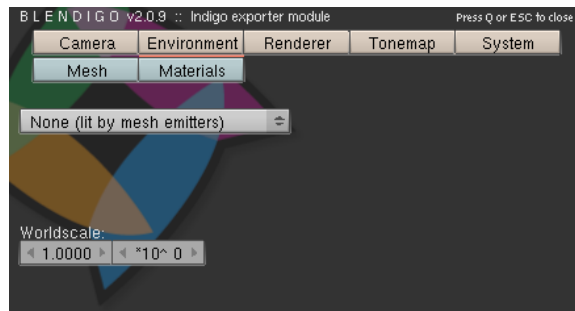 BLENDIGO v2.0.9 :: Indigo exporter module Press Q or ESC to close
Camera Environment Renderer Tonemap System
Mesh Materials
None (lit by mesh emitters)
Worldscale:
1.0000 *10^ 0